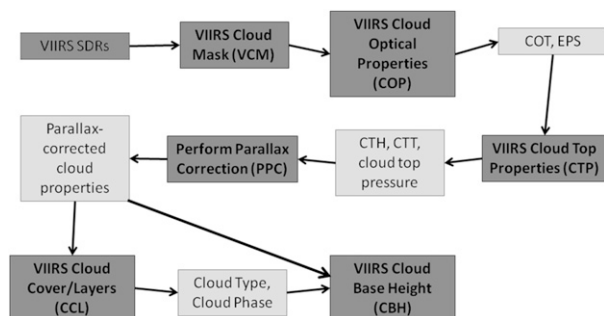 VIIRS SDRs
VIIRS Cloud
Mask (VCM)
VIIRS Cloud
Optical
Properties
(COP)
COT, EPS
Parallax-
corrected
cloud
properties
Perform Parallax
Correction (PPC)
CTH, CTT,
cloud top
pressure
VIIRS Cloud Top
Properties (CTP)
VIIRS Cloud
Cover/Layers
(CCL)
Cloud Type,
Cloud Phase
VIIRS Cloud
Base Height
(CBH)